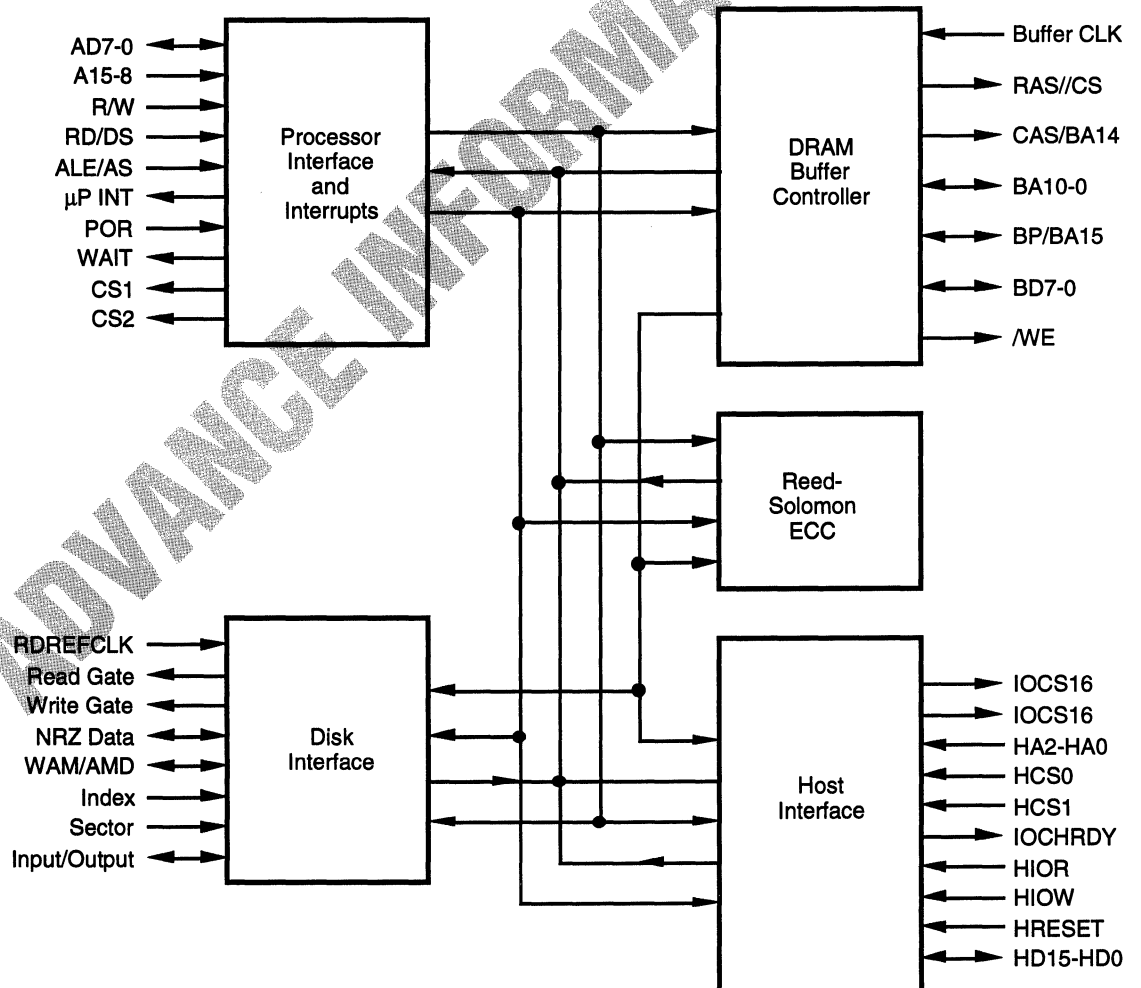 AD7-0
A15-8
R/W
RD/DS
ALE/AS
µP INT
POR
WAIT
CS1
CS2
Processor
Interface
and
Interrupts
DRAM
Buffer
Controller
Buffer CLK
RAS//CS
CAS/BA14
BA10-0
BP/BA15
BD7-0
/WE
Reed-
Solomon
ECC
RDREFCLK
Read Gate
Write Gate
NRZ Data
WAM/AMD
Index
Sector
Input/Output
Disk
Interface
Host
Interface
IOCS16
IOCS16
HA2-HA0
HCS0
HCS1
IOCHRDY
HIOR
HIOW
HRESET
HD15-HD0
ADVANCE INFORMA